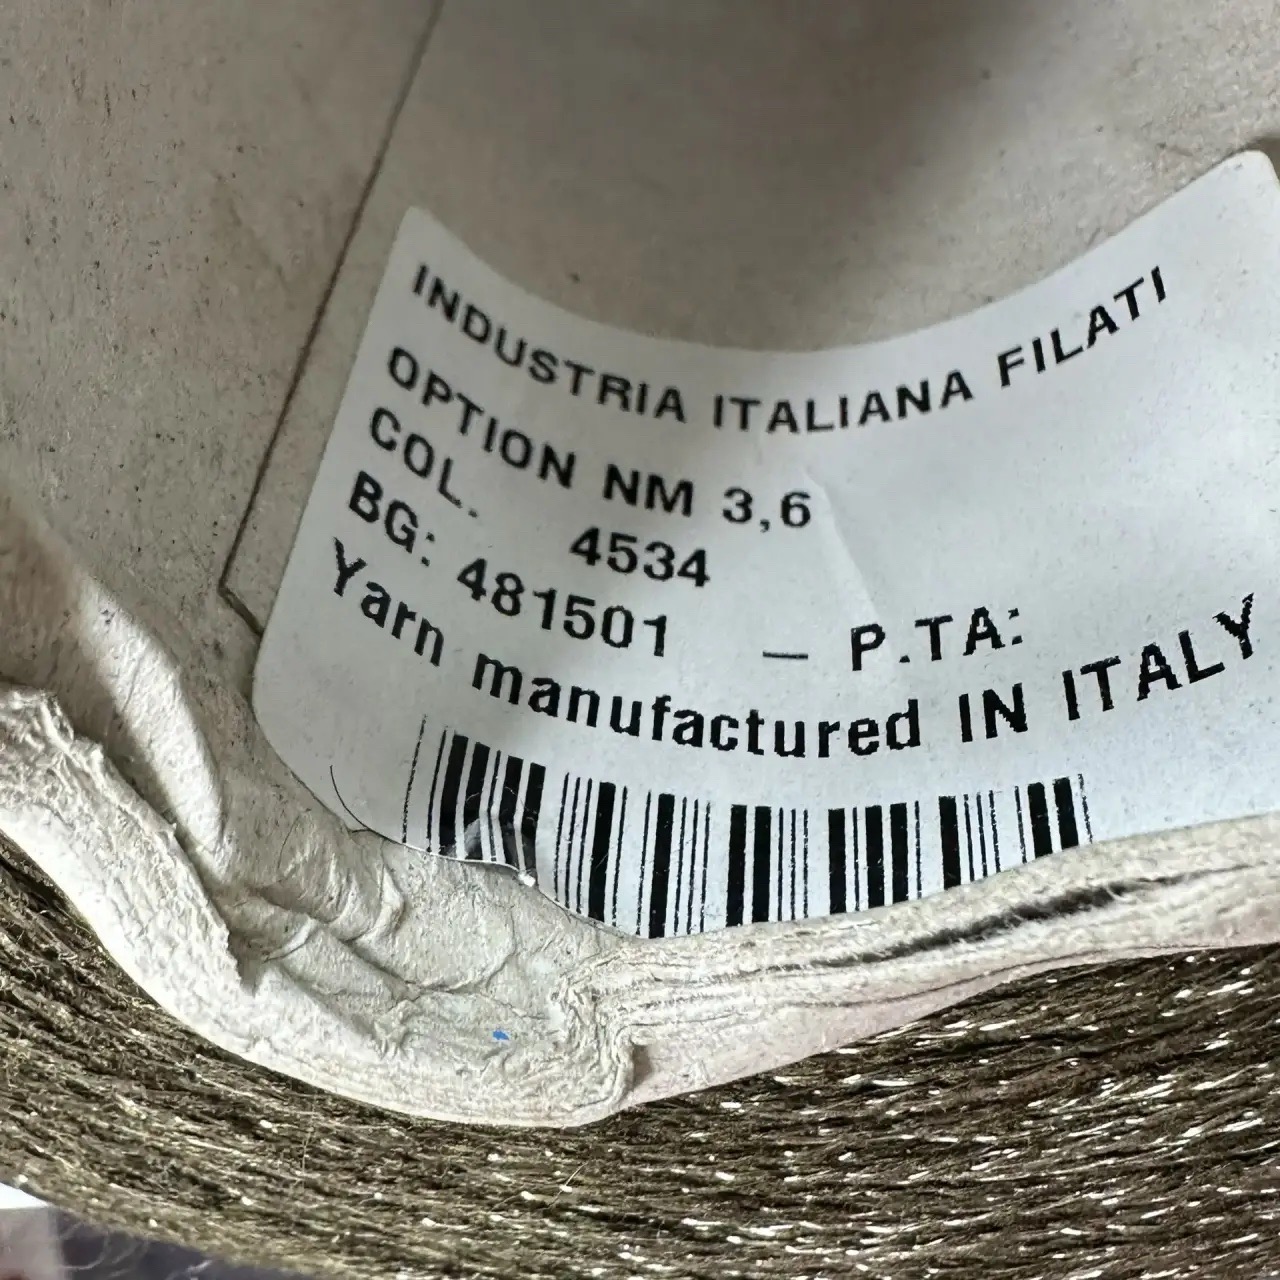 INDUSTRIA ITALIANA FILATI
OPTION NM 3,6
COL. 4534
BG: 481501 - P.TA:
Yarn manufactured IN ITALY